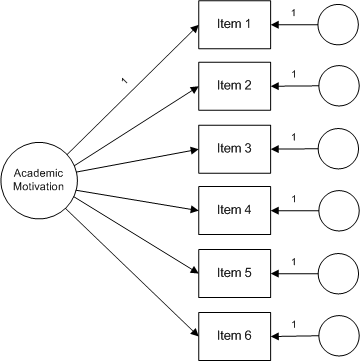 Item 1
1
1
Item 2
1
Item 3
1
Academic
Motivation
Item 4
1
Item 5
1
Item 6
1